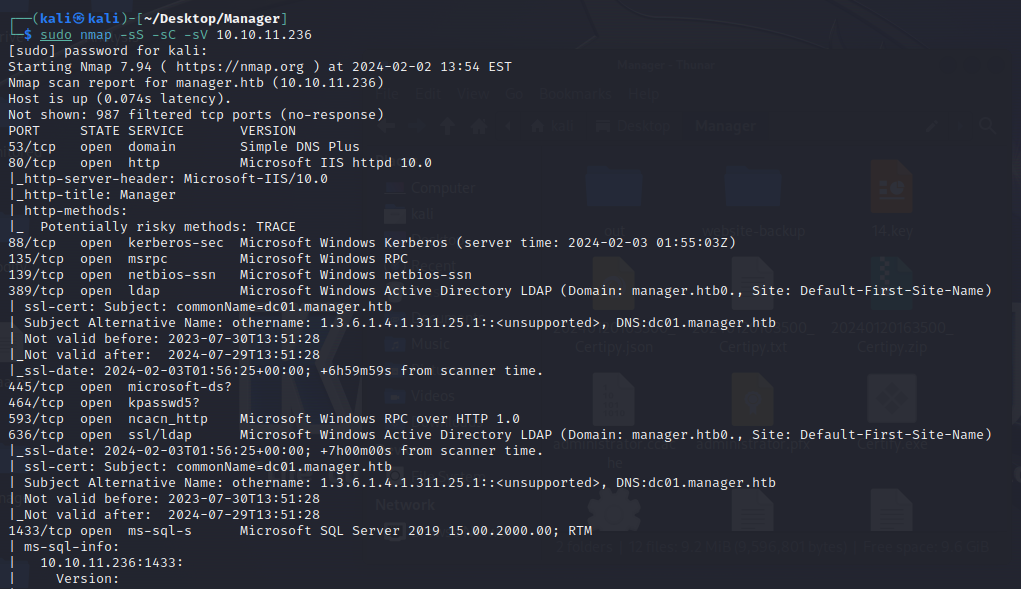 ┌──(kali㉿kali)-[~/Desktop/Manager]
└─$ sudo nmap -sS -sC -sV 10.10.11.236
[sudo] password for kali:
Starting Nmap 7.94 ( https://nmap.org ) at 2024-02-02 13:54 EST
Nmap scan report for manager.htb (10.10.11.236)
Host is up (0.074s latency).
Not shown: 987 filtered tcp ports (no-response)
PORT     STATE SERVICE       VERSION
53/tcp   open  domain        Simple DNS Plus
80/tcp   open  http          Microsoft IIS httpd 10.0
|_http-server-header: Microsoft-IIS/10.0
|_http-title: Manager
| http-methods:
|_  Potentially risky methods: TRACE
88/tcp   open  kerberos-sec  Microsoft Windows Kerberos (server time: 2024-02-03 01:55:03Z)
135/tcp  open  msrpc         Microsoft Windows RPC
139/tcp  open  netbios-ssn   Microsoft Windows netbios-ssn
389/tcp  open  ldap          Microsoft Windows Active Directory LDAP (Domain: manager.htb0., Site: Default-First-Site-Name)
| ssl-cert: Subject: commonName=dc01.manager.htb
| Subject Alternative Name: othername: 1.3.6.1.4.1.311.25.1::<unsupported>, DNS:dc01.manager.htb
| Not valid before: 2023-07-30T13:51:28
|_Not valid after:  2024-07-29T13:51:28
|_ssl-date: 2024-02-03T01:56:25+00:00; +6h59m59s from scanner time.
445/tcp  open  microsoft-ds?
464/tcp  open  kpasswd5?
593/tcp  open  ncacn_http    Microsoft Windows RPC over HTTP 1.0
636/tcp  open  ssl/ldap      Microsoft Windows Active Directory LDAP (Domain: manager.htb0., Site: Default-First-Site-Name)
|_ssl-date: 2024-02-03T01:56:25+00:00; +7h00m00s from scanner time.
| ssl-cert: Subject: commonName=dc01.manager.htb
| Subject Alternative Name: othername: 1.3.6.1.4.1.311.25.1::<unsupported>, DNS:dc01.manager.htb
| Not valid before: 2023-07-30T13:51:28
|_Not valid after:  2024-07-29T13:51:28
1433/tcp open  ms-sql-s      Microsoft SQL Server 2019 15.00.2000.00; RTM
| ms-sql-info:
|   10.10.11.236:1433:
|     Version: